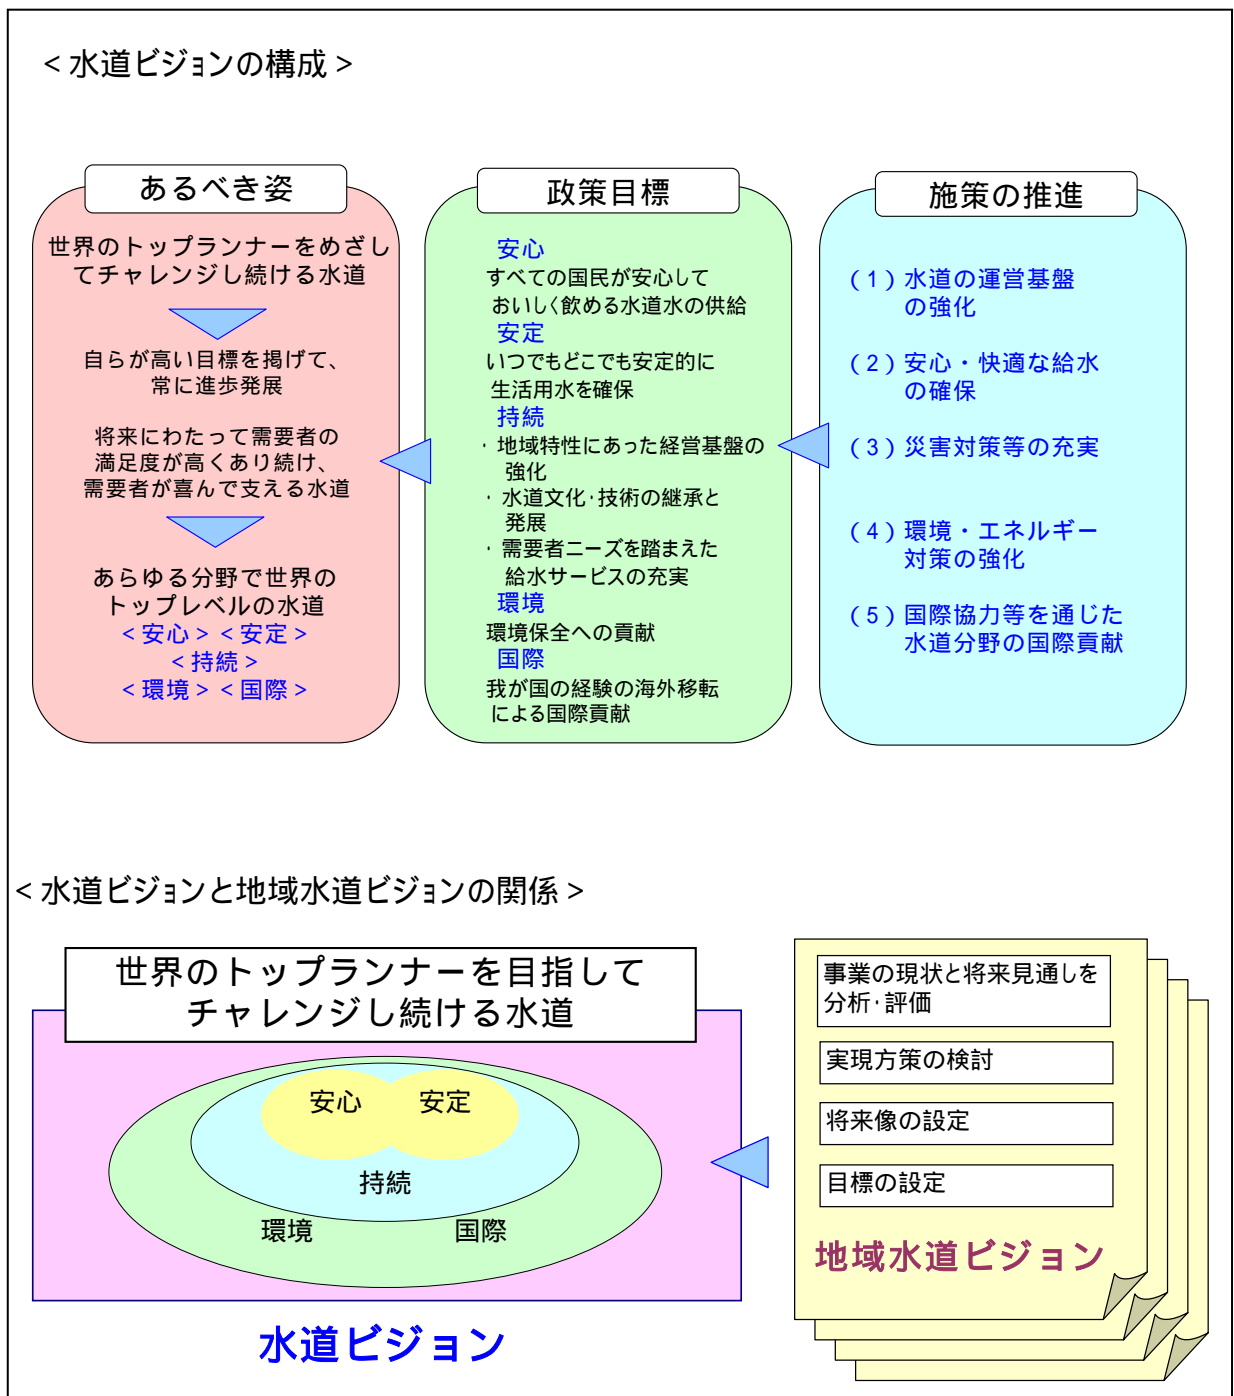 <水道ビジョンの構成>
あるべき姿
世界のトップランナーをめざし
てチャレンジし続ける水道
自らが高い目標を掲げて、
常に進歩発展
将来にわたって需要者の
満足度が高くあり続け、
需要者が喜んで支える水道
あらゆる分野で世界の
トップレベルの水道
<安心><安定>
<持続>
<環境><国際>
政策目標
安心
すべての国民が安心して
おいしく飲める水道水の供給
安定
いつでもどこでも安定的に
生活用水を確保
持続
・地域特性にあった経営基盤の
強化
・水道文化・技術の継承と
発展
・需要者ニーズを踏まえた
給水サービスの充実
環境
環境保全への貢献
国際
我が国の経験の海外移転
による国際貢献
施策の推進
(1)水道の運営基盤
の強化
(2)安心・快適な給水
の確保
(3)災害対策等の充実
(4)環境・エネルギー
対策の強化
(5)国際協力等を通じた
水道分野の国際貢献
<水道ビジョンと地域水道ビジョンの関係>
世界のトップランナーを目指して
チャレンジし続ける水道
安心 安定
持続
環境 国際
水道ビジョン
事業の現状と将来見通しを
分析・評価
実現方策の検討
将来像の設定
目標の設定
地域水道ビジョン